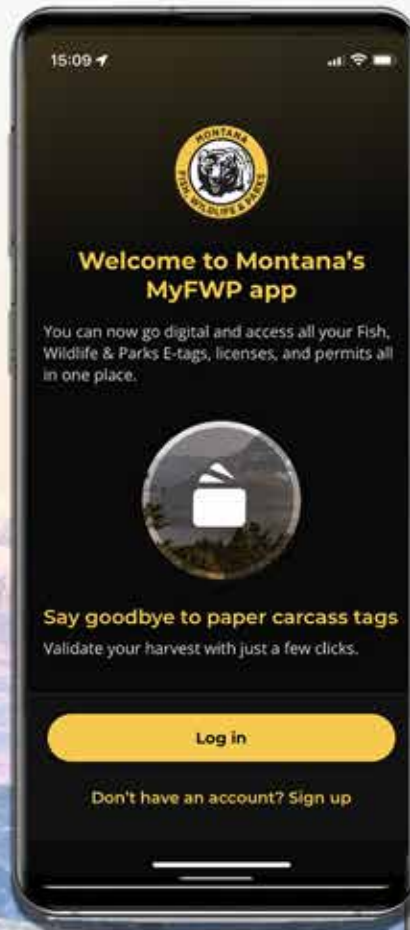 15:09
MONTANA
FISH, WILDLIFE & PARKS
Welcome to Montana's
MyFWP app
You can now go digital and access all your Fish,
Wildlife & Parks E-tags, licenses, and permits all
in one place.
Say goodbye to paper carcass tags
Validate your harvest with just a few clicks.
Log in
Don't have an account? Sign up